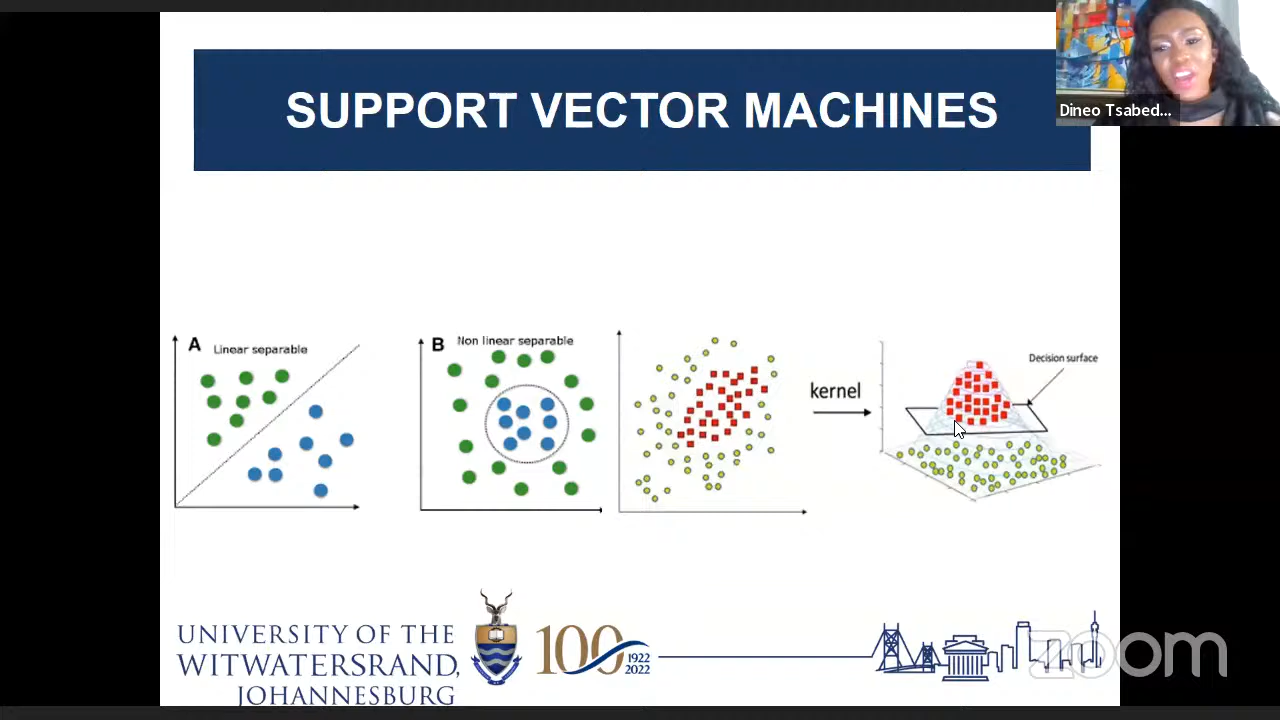 SUPPORT VECTOR MACHINES
Dineo Tsabed...
A
Linear separable
B
Non linear separable
kernel
Decision surface
UNIVERSITY OF THE
WITWATERSRAND,
JOHANNESBURG
100
1922
2022
zoom